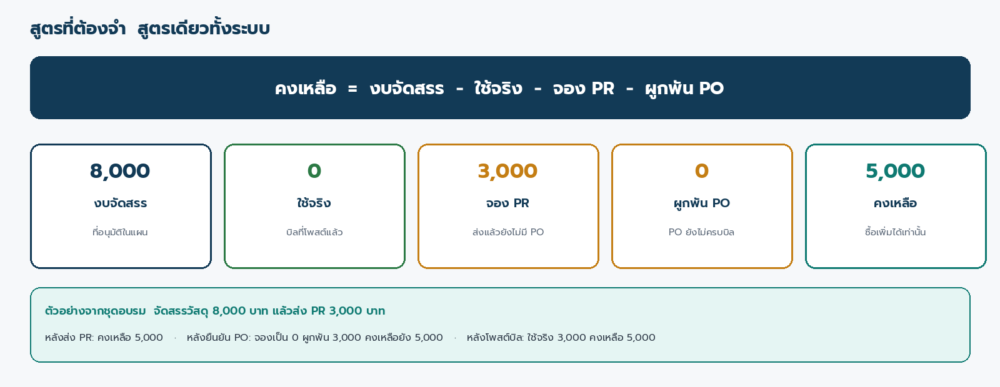 สูตรที่ต้องจำ สูตรเดียวทั้งระบบ
คงเหลือ = งบจัดสรร - ใช้จริง - จอง PR - ผูกพัน PO
8,000
งบจัดสรร
ที่อนุมัติในแผน
0
ใช้จริง
บิลที่โพสต์แล้ว
3,000
จอง PR
ส่งแล้วยังไม่มี PO
0
ผูกพัน PO
PO ยังไม่ครบบิล
5,000
คงเหลือ
ซื้อเพิ่มได้เท่านั้น
ตัวอย่างจากชุดอบรม จัดสรรวัสดุ 8,000 บาท แล้วส่ง PR 3,000 บาท
หลังส่ง PR: คงเหลือ 5,000 · หลังยืนยัน PO: จองเป็น 0 ผูกพัน 3,000 คงเหลือยัง 5,000 · หลังโพสต์บิล: ใช้จริง 3,000 คงเหลือ 5,000